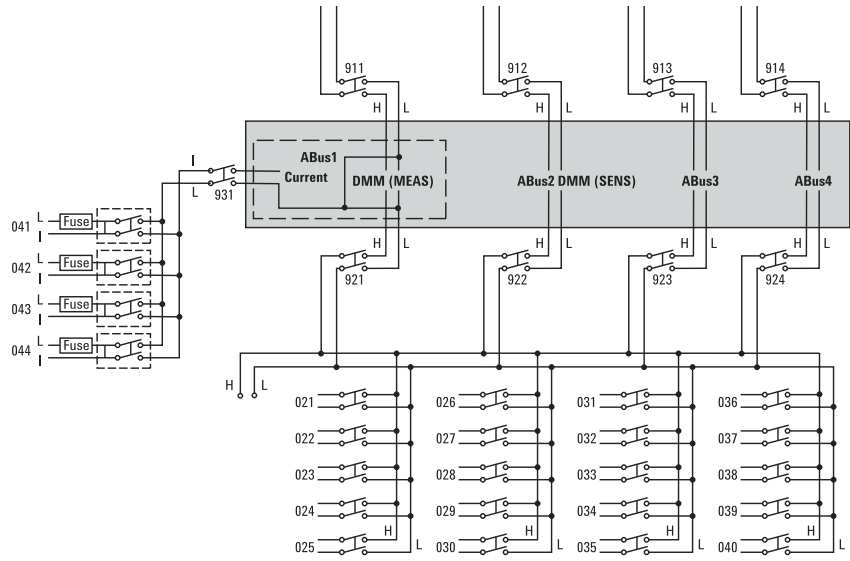 911 912 913 914
H L H L H L H L
I
L
931
ABus1
Current
DMM (MEAS)
ABus2 DMM (SENS)
ABus3
ABus4
041 L Fuse
I
042 L Fuse
I
043 L Fuse
I
044 L Fuse
I
H L H L H L H L
921 922 923 924
H L
021 026 031 036
022 027 032 037
023 028 033 038
024 029 034 039
H H H H
025 L 030 L 035 L 040 L